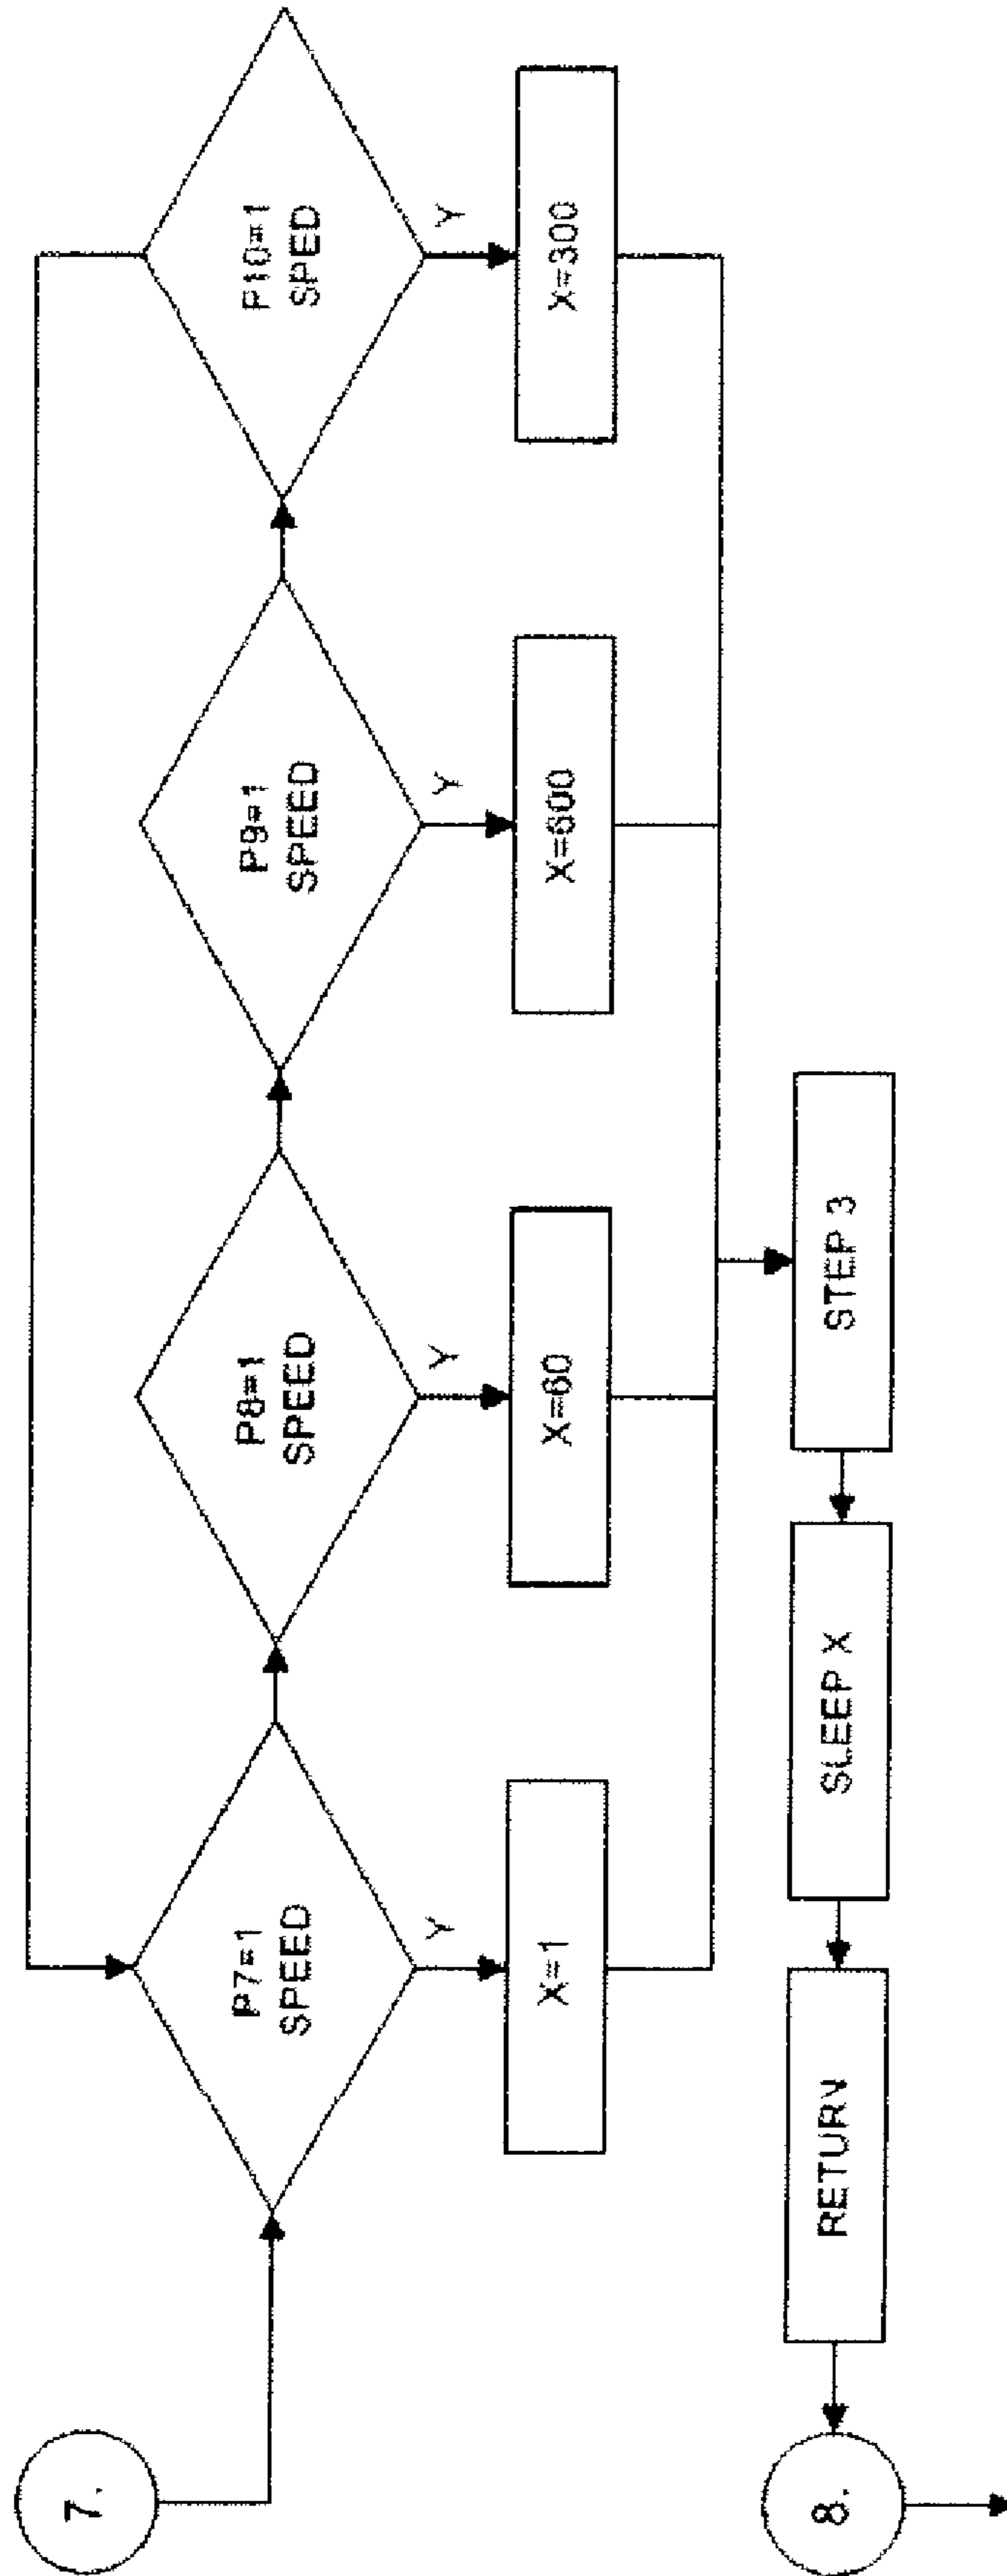 7.
P7=1
SPEED
P8=1
SPEED
P9=1
SPEED
P10=1
SPED
Y
Y
Y
Y
X=1
X=60
X=600
X=300
STEP 3
SLEEP X
RETURN
8.